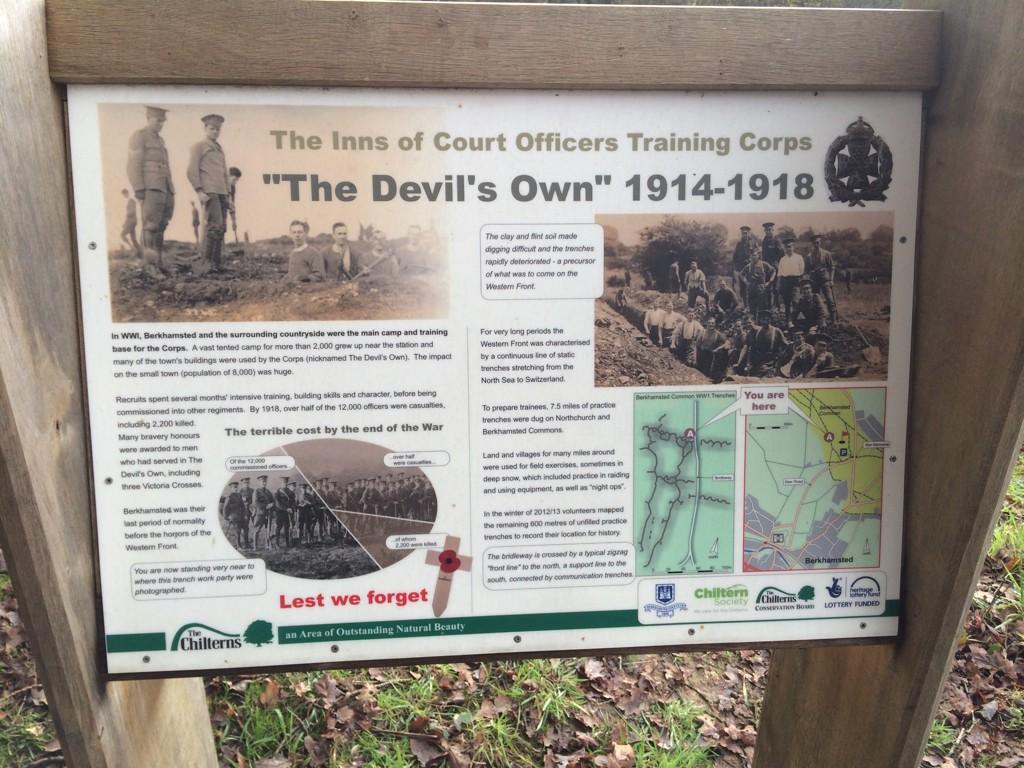 The Inns of Court Officers Training Corps
"The Devil's Own" 1914-1918
In WWI, Berkhamsted and the surrounding countryside were the main camp and training
base for the Corps. A vast tented camp for more than 2,000 grew up near the station and
many of the town's buildings were used by the Corps (nicknamed The Devil's Own). The impact
on the small town (population of 8,000) was huge.
Recruits spent several months' intensive training, building skills and character, before being
commissioned into other regiments. By 1918, over half of the 12,000 officers were casualties,
including 2,200 killed.
Many bravery honours
were awarded to men
who had served in The
Devil's Own, including
three Victoria Crosses.
Berkhamsted was their
last period of normality
before the horrors of the
Western Front.
You are now standing very near to
where this trench work party were
photographed.
The terrible cost by the end of the War
Of the 12,000
commissioned officers...
...over half
were casualties...
...of whom
2,200 were killed.
Lest we forget
The clay and flint soil made
digging difficult and the trenches
rapidly deteriorated - a precursor
of what was to come on the
Western Front.
For very long periods the
Western Front was characterised
by a continuous line of static
trenches stretching from the
North Sea to Switzerland.
To prepare trainees, 7.5 miles of practice
trenches were dug on Northchurch and
Berkhamsted Commons.
Land and villages for many miles around
were used for field exercises, sometimes in
deep snow, which included practice in raiding
and using equipment, as well as "night ops".
In the winter of 2012/13 volunteers mapped
the remaining 600 metres of unfilled practice
trenches to record their location for history.
The bridleway is crossed by a typical zigzag
"front line" to the north, a support line to the
south, connected by communication trenches.
Berkhamsted Common WW1 Trenches
You are
here
A
Bridleway
Berkhamsted
Common
A
P
New Road
Berkhamsted
The
Chilterns
an Area of Outstanding Natural Beauty
Chiltern
Society
The
Chilterns
CONSERVATION BOARD
heritage
lottery fund
LOTTERY FUNDED